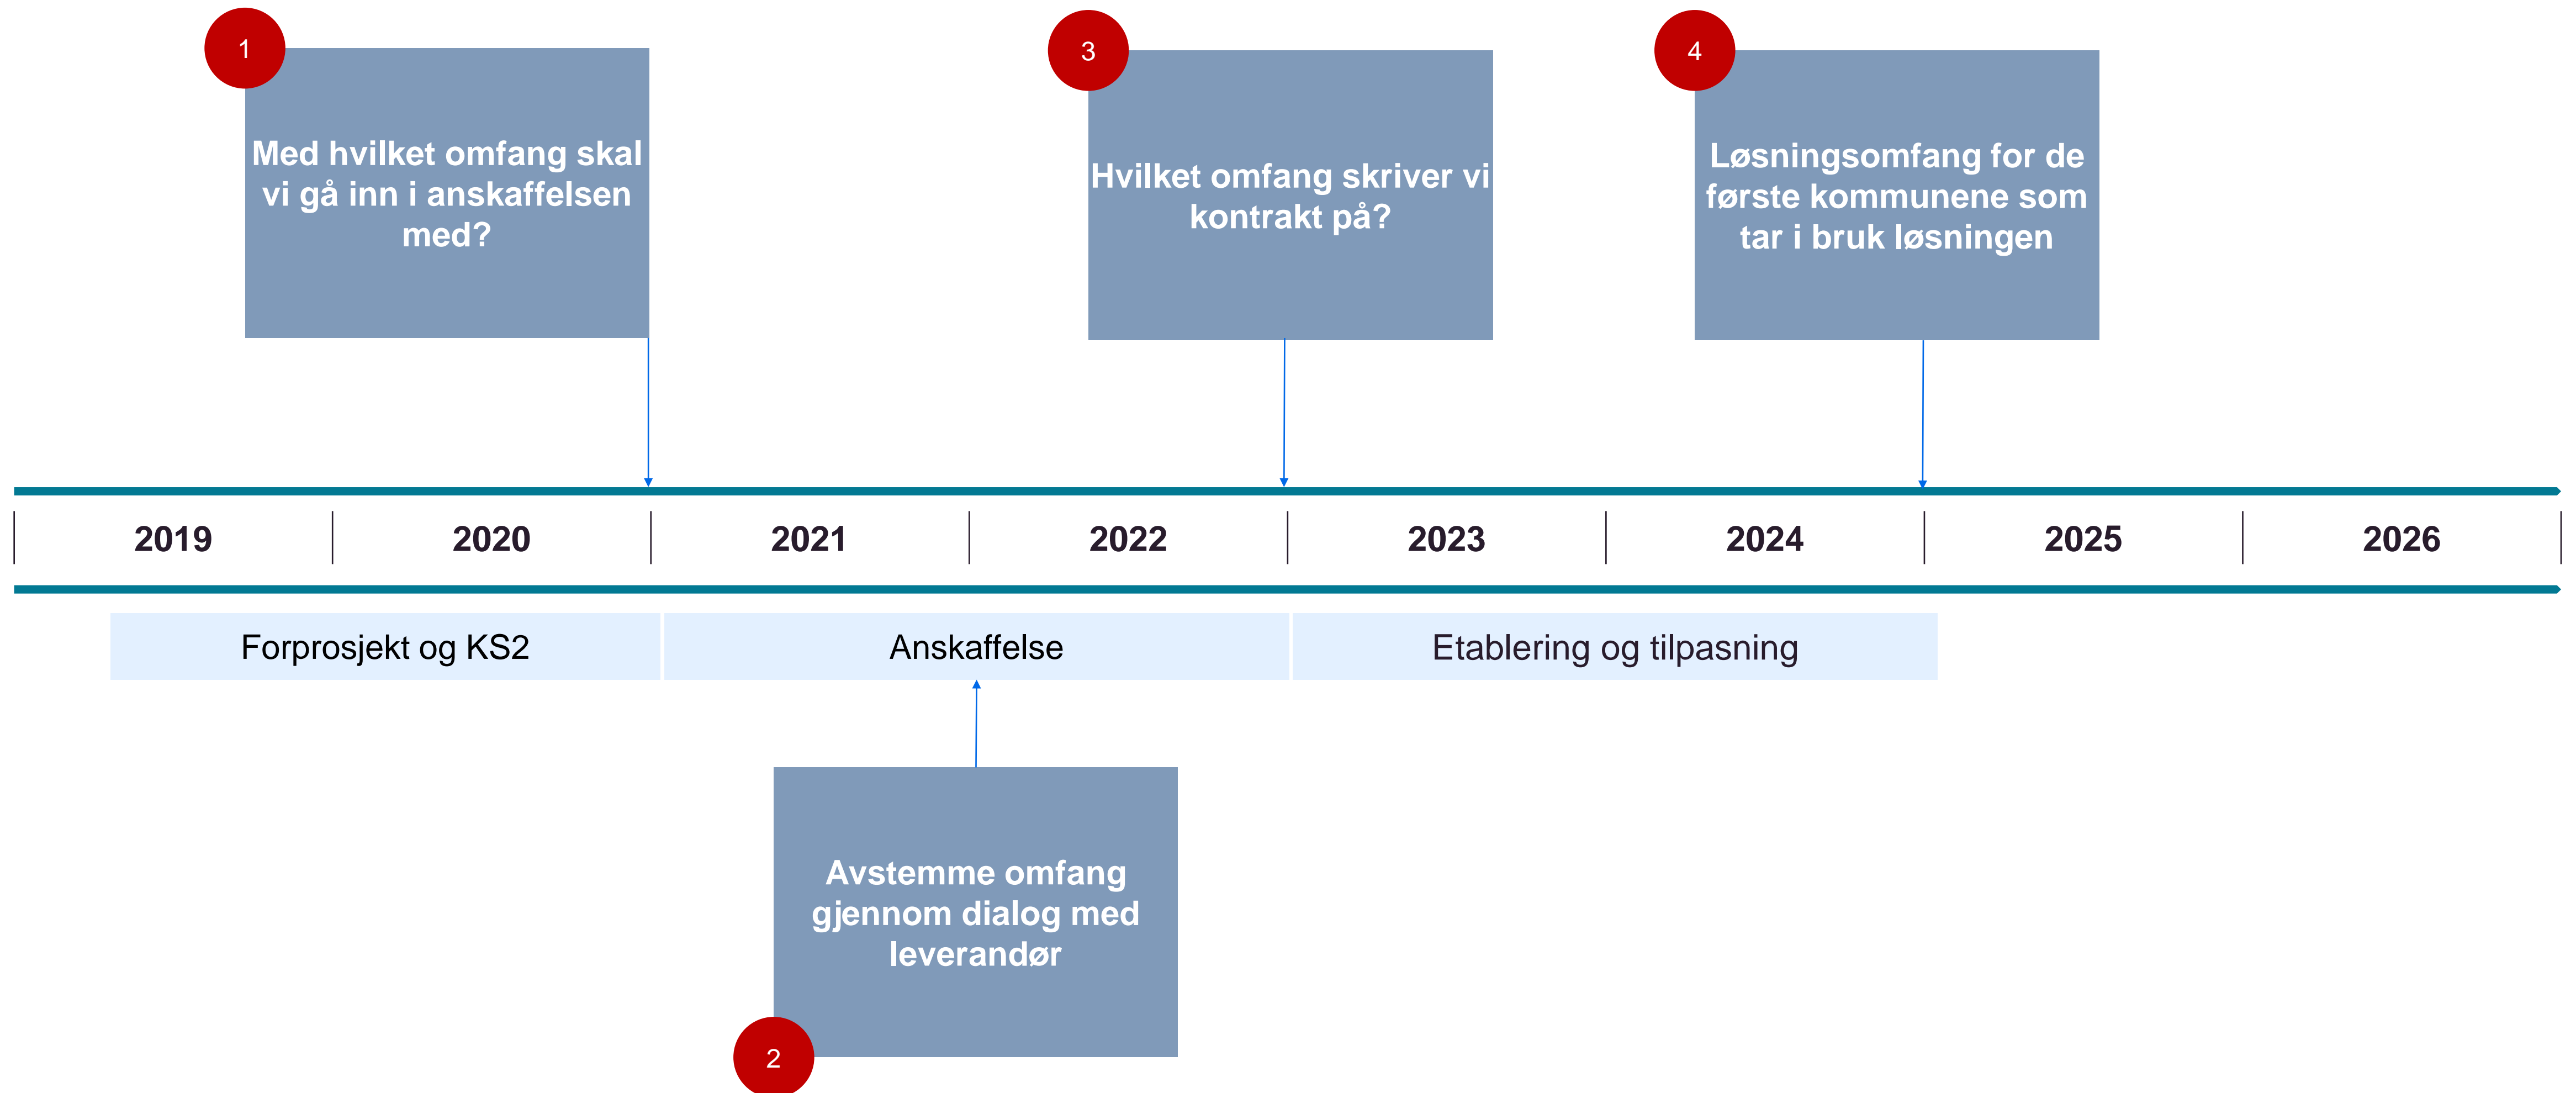 1
Med hvilket omfang skal
vi gå inn i anskaffelsen
med?
3
Hvilket omfang skriver vi
kontrakt på?
4
Løsningsomfang for de
første kommunene som
tar i bruk løsningen
2019 2020 2021 2022 2023 2024 2025 2026
Forprosjekt og KS2 Anskaffelse Etablering og tilpasning
Avstemme omfang
gjennom dialog med
leverandør
2